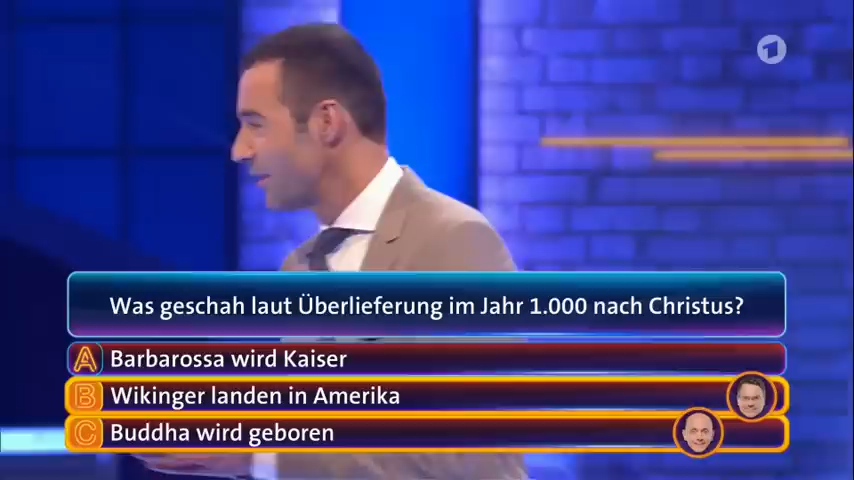 1
Was geschah laut Überlieferung im Jahr 1.000 nach Christus?
A Barbarossa wird Kaiser
B Wikinger landen in Amerika
C Buddha wird geboren